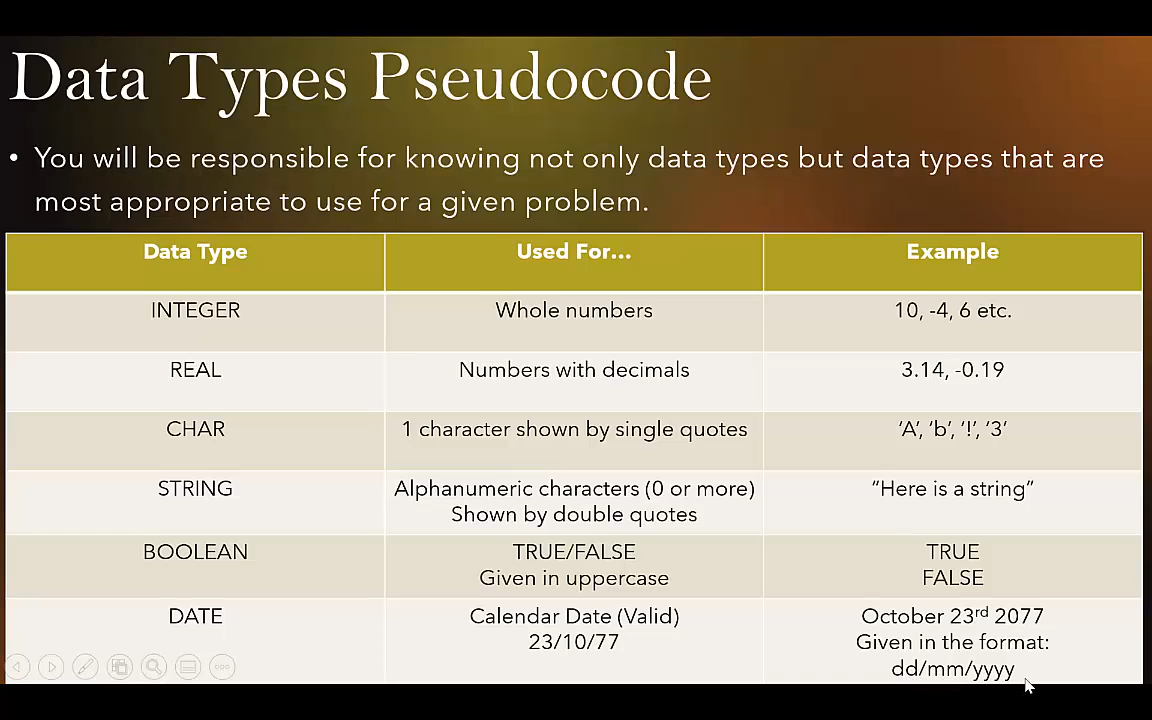 Data Types Pseudocode
• You will be responsible for knowing not only data types but data types that are
most appropriate to use for a given problem.
Data Type Used For... Example
INTEGER Whole numbers 10, -4, 6 etc.
REAL Numbers with decimals 3.14, -0.19
CHAR 1 character shown by single quotes ‘A’, ‘b’, ‘!’, ‘3’
STRING Alphanumeric characters (0 or more) “Here is a string”
Shown by double quotes
BOOLEAN TRUE/FALSE TRUE
Given in uppercase FALSE
DATE Calendar Date (Valid) October 23rd 2077
23/10/77 Given in the format:
dd/mm/yyyy